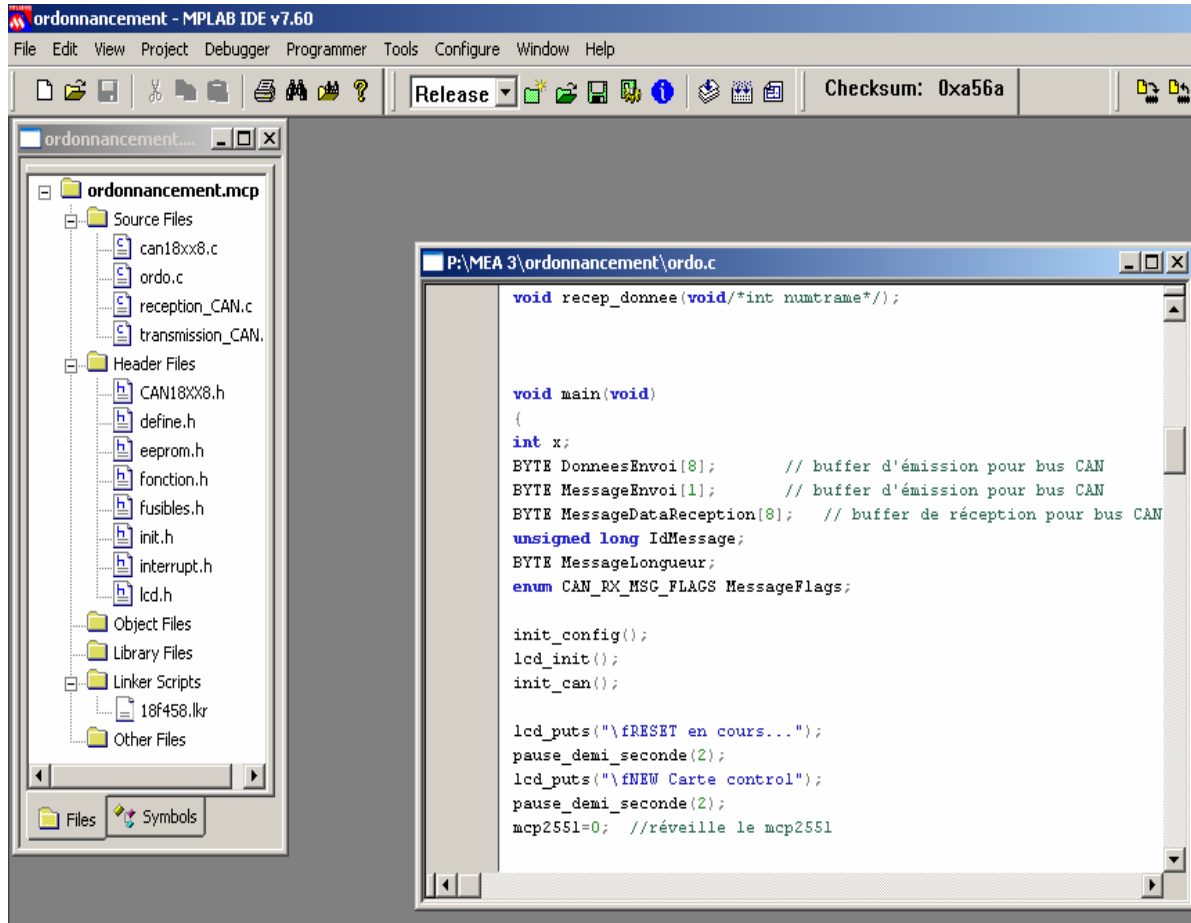 ordonnancement - MPLAB IDE v7.60
File Edit View Project Debugger Programmer Tools Configure Window Help
Release
Checksum: 0xa56a
ordonnancement....
ordonnancement.mcp
Source Files
can18xx8.c
ordo.c
reception_CAN.c
transmission_CAN.
Header Files
CAN18XX8.h
define.h
eeprom.h
fonction.h
fusibles.h
init.h
interrupt.h
lcd.h
Object Files
Library Files
Linker Scripts
18f458.lkr
Other Files
Files Symbols
P:\MEA 3\ordonnancement\ordo.c
void recep_donnee(void/*int numtrame*/);
void main(void)
{
int x;
BYTE DonneesEnvoi[8]; // buffer d'émission pour bus CAN
BYTE MessageEnvoi[1]; // buffer d'émission pour bus CAN
BYTE MessageDataReception[8]; // buffer de réception pour bus CAN
unsigned long IdMessage;
BYTE MessageLongueur;
enum CAN_RX_MSG_FLAGS MessageFlags;
init_config();
lcd_init();
init_can();
lcd_puts("\fRESET en cours...");
pause_demi_seconde(2);
lcd_puts("\fNEW Carte control");
pause_demi_seconde(2);
mcp2551=0; //réveille le mcp2551